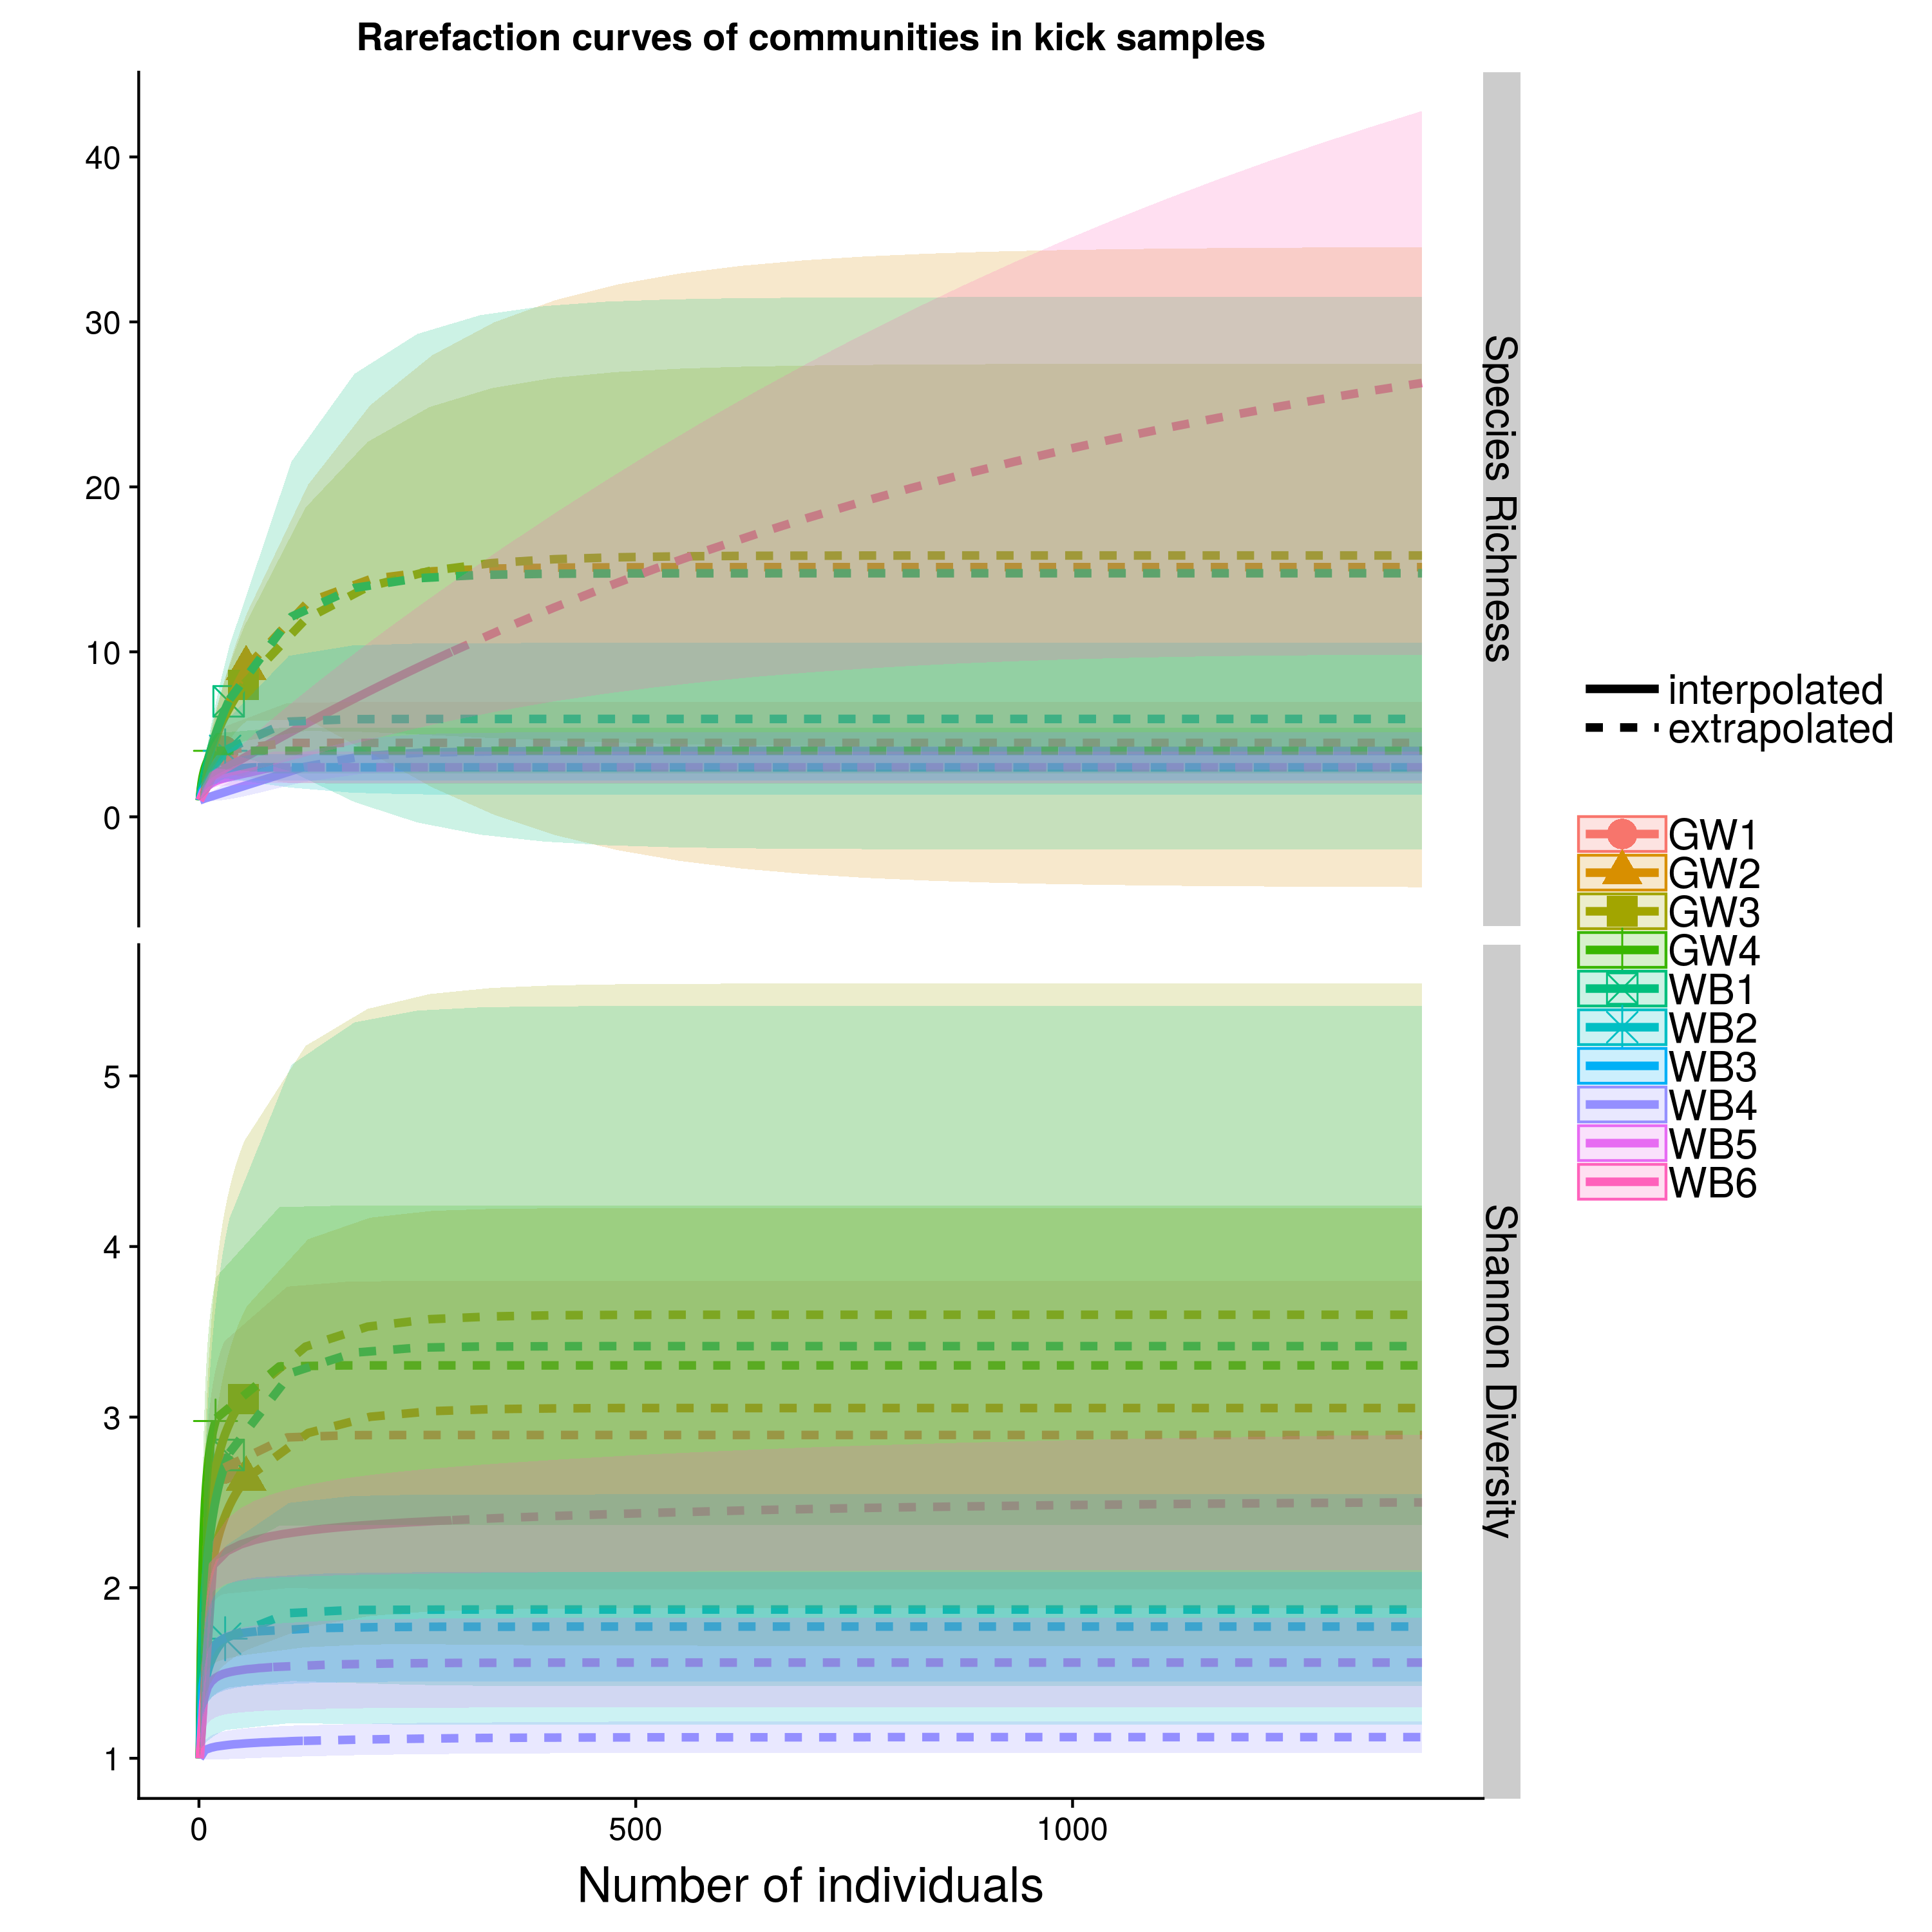 Rarefaction curves of communities in kick samples
40
30
20
10
0
Species Richness
5
4
3
2
1
Shannon Diversity
0
500
1000
Number of individuals
interpolated
extrapolated
GW1
GW2
GW3
GW4
WB1
WB2
WB3
WB4
WB5
WB6